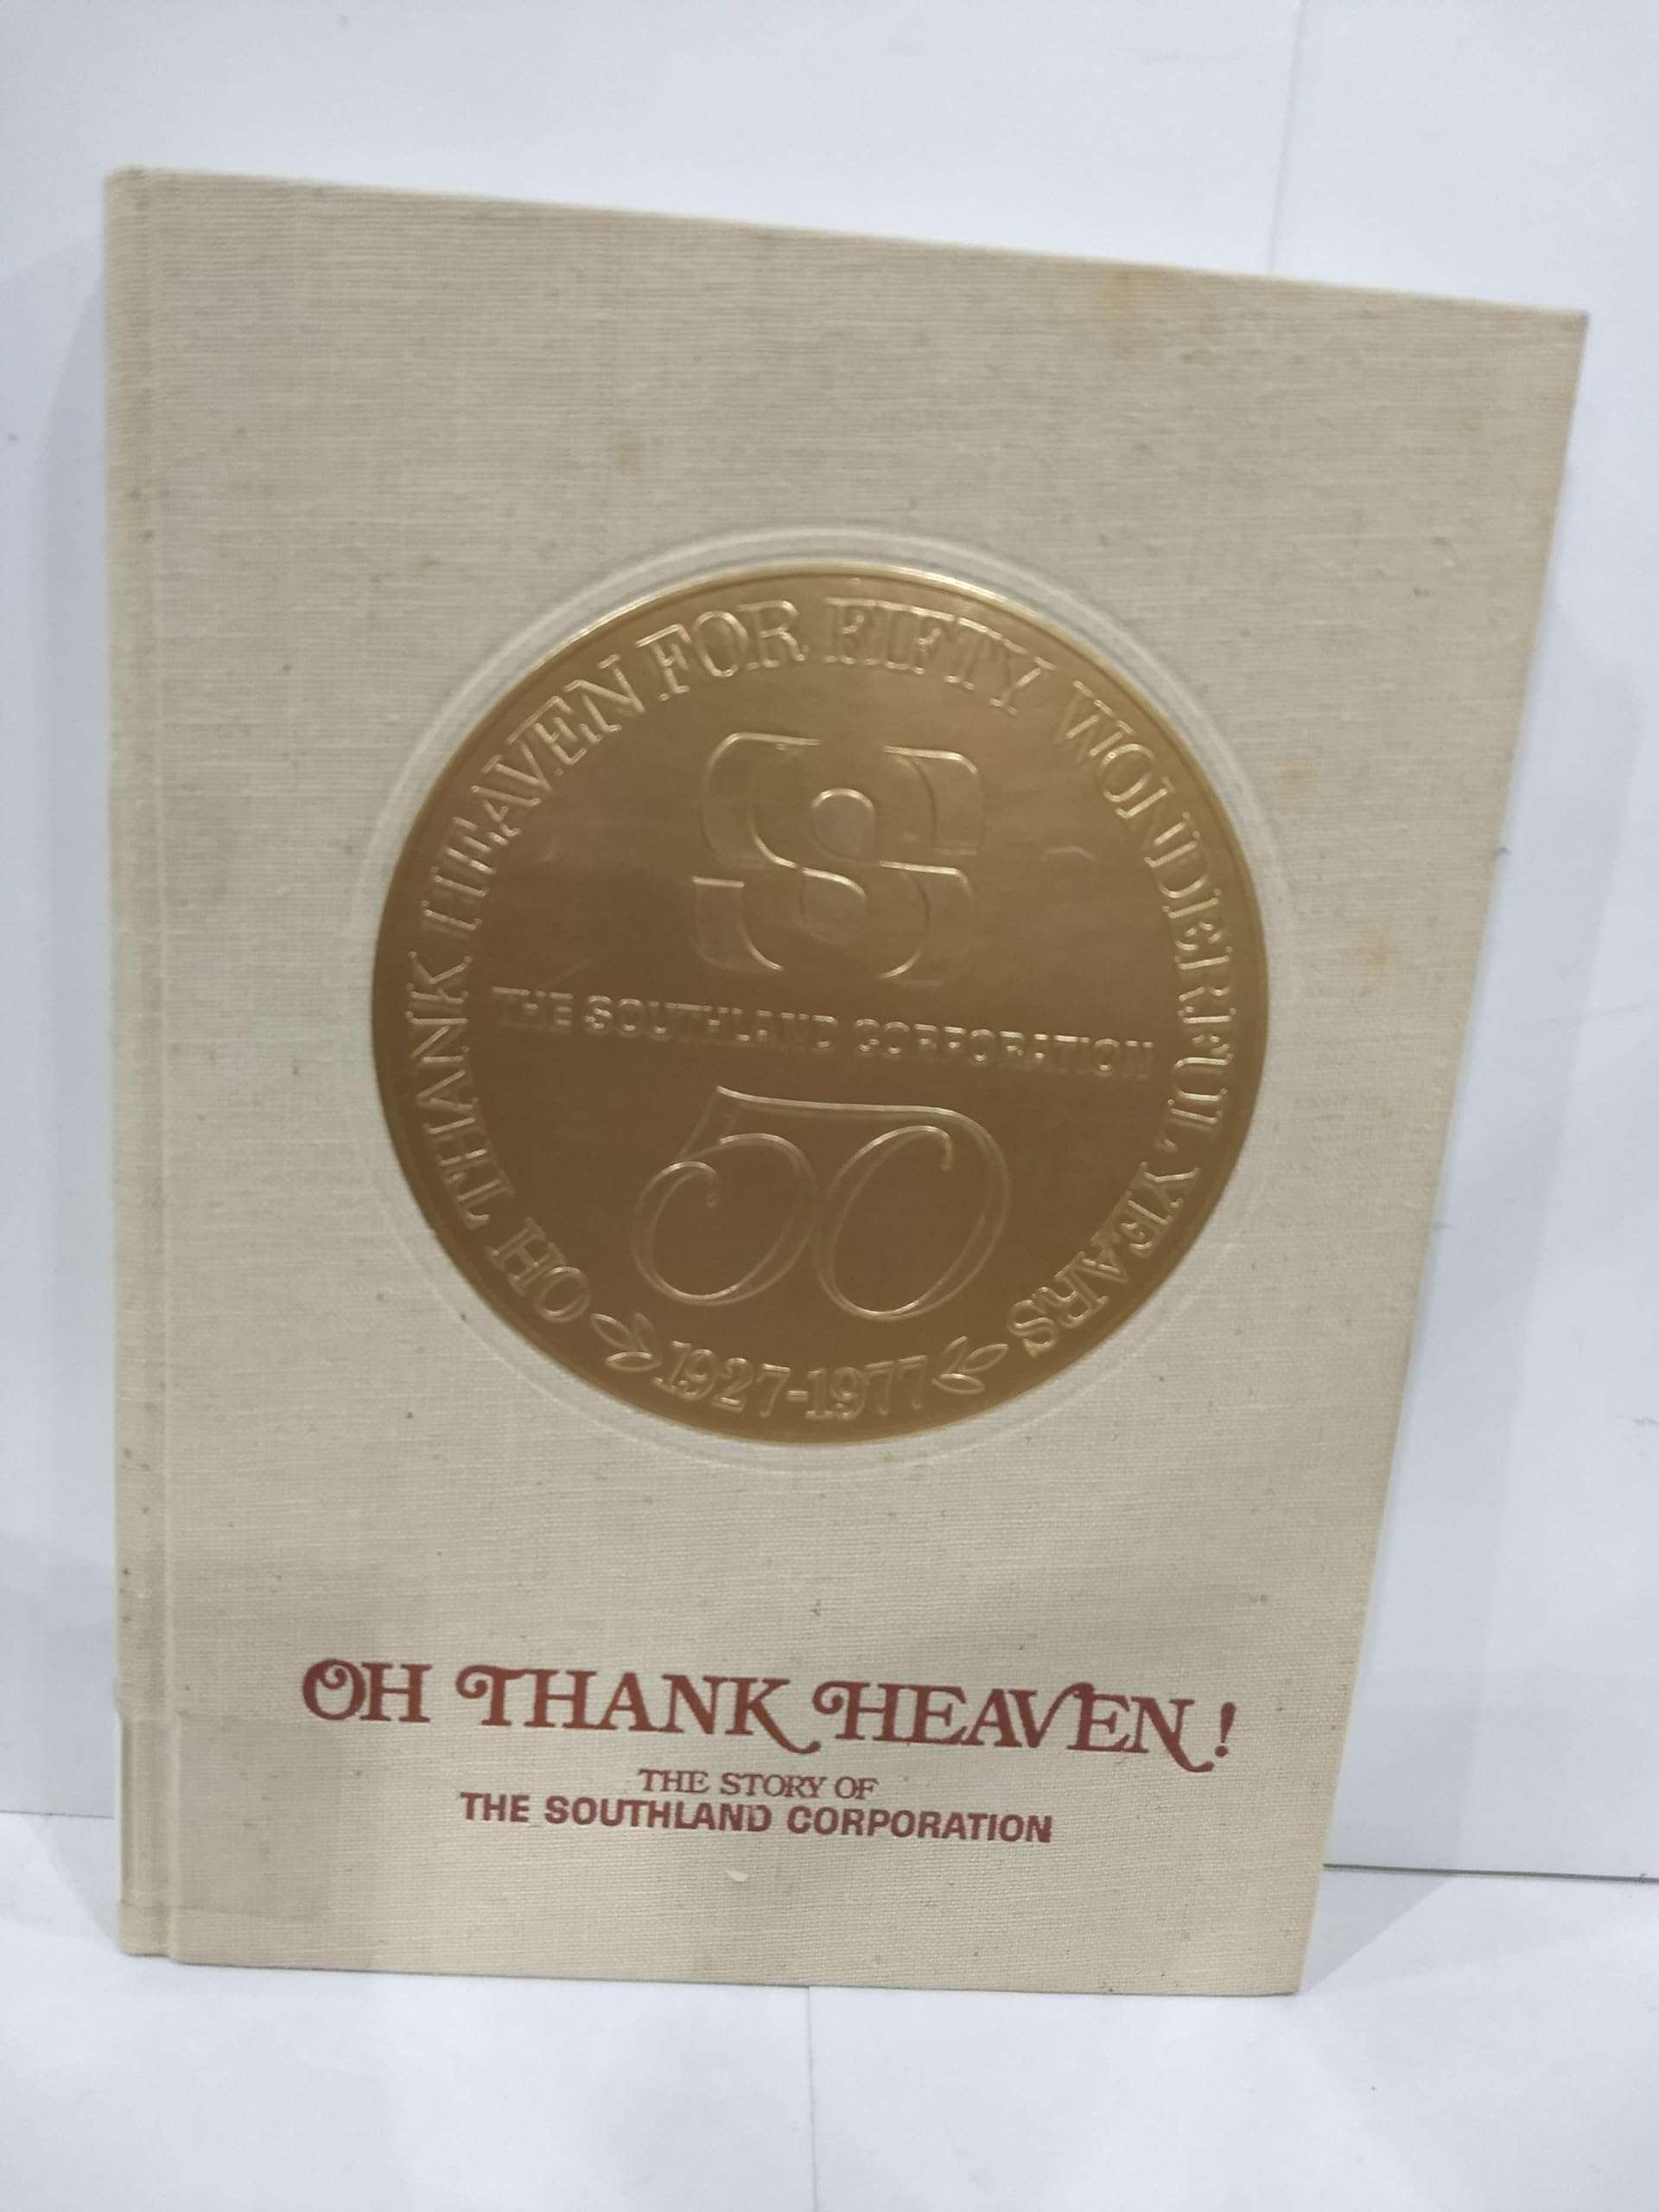 OH THANK HEAVEN FOR FIFTY WONDERFUL YEARS
THE SOUTHLAND CORPORATION
50
1927-1977
OH THANK HEAVEN!
THE STORY OF
THE SOUTHLAND CORPORATION